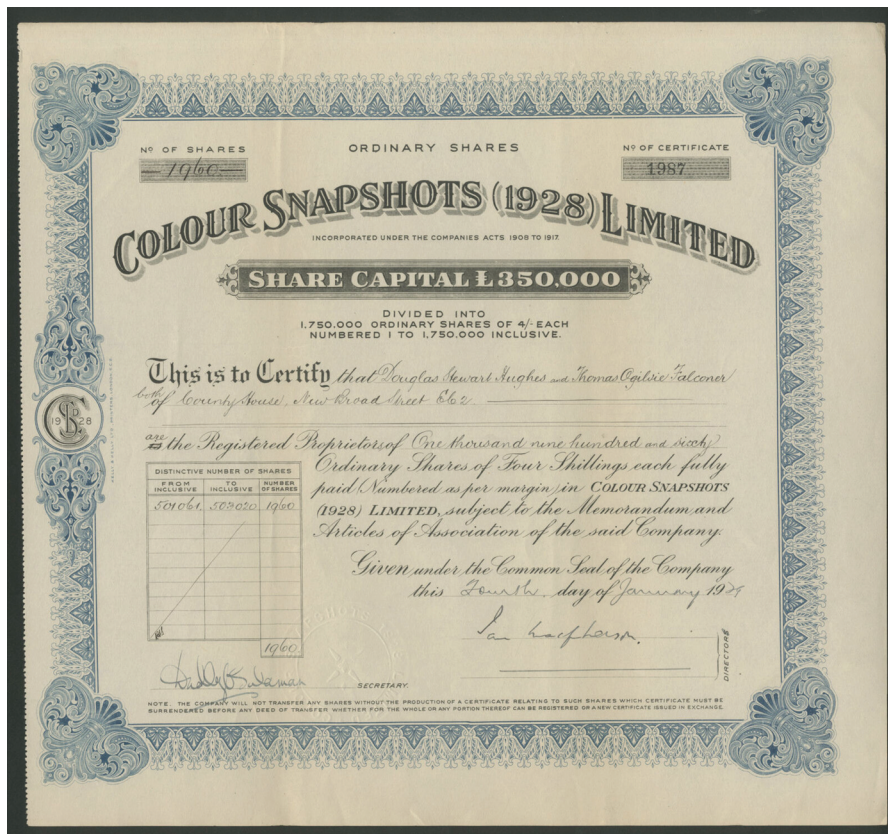 Nº OF SHARES
ORDINARY SHARES
Nº OF CERTIFICATE
1960
1987
COLOUR SNAPSHOTS (1928) LIMITED
INCORPORATED UNDER THE COMPANIES ACTS 1908 TO 1917
SHARE CAPITAL £350,000
DIVIDED INTO
1,750,000 ORDINARY SHARES OF 4/- EACH
NUMBERED 1 TO 1,750,000 INCLUSIVE.
This is to Certify that Douglas Stewart Hughes and Thomas Ogilvie Falconer
both of County House, New Broad Street EC2
are the Registered Proprietors of One thousand nine hundred and sixty
Ordinary Shares of Four Shillings each fully
paid (Numbered as per margin) in COLOUR SNAPSHOTS
(1928) LIMITED, subject to the Memorandum and
Articles of Association of the said Company.
19 CSL 28
DISTINCTIVE NUMBER OF SHARES
FROM INCLUSIVE TO INCLUSIVE NUMBER OF SHARES
501061 503020 1960
1960
Given under the Common Seal of the Company
this Fourth day of January 1929
Ian Macpherson.
DIRECTORS
SECRETARY.
NOTE. THE COMPANY WILL NOT TRANSFER ANY SHARES WITHOUT THE PRODUCTION OF A CERTIFICATE RELATING TO SUCH SHARES WHICH CERTIFICATE MUST BE
SURRENDERED BEFORE ANY DEED OF TRANSFER WHETHER FOR THE WHOLE OR ANY PORTION THEREOF CAN BE REGISTERED OR A NEW CERTIFICATE ISSUED IN EXCHANGE.